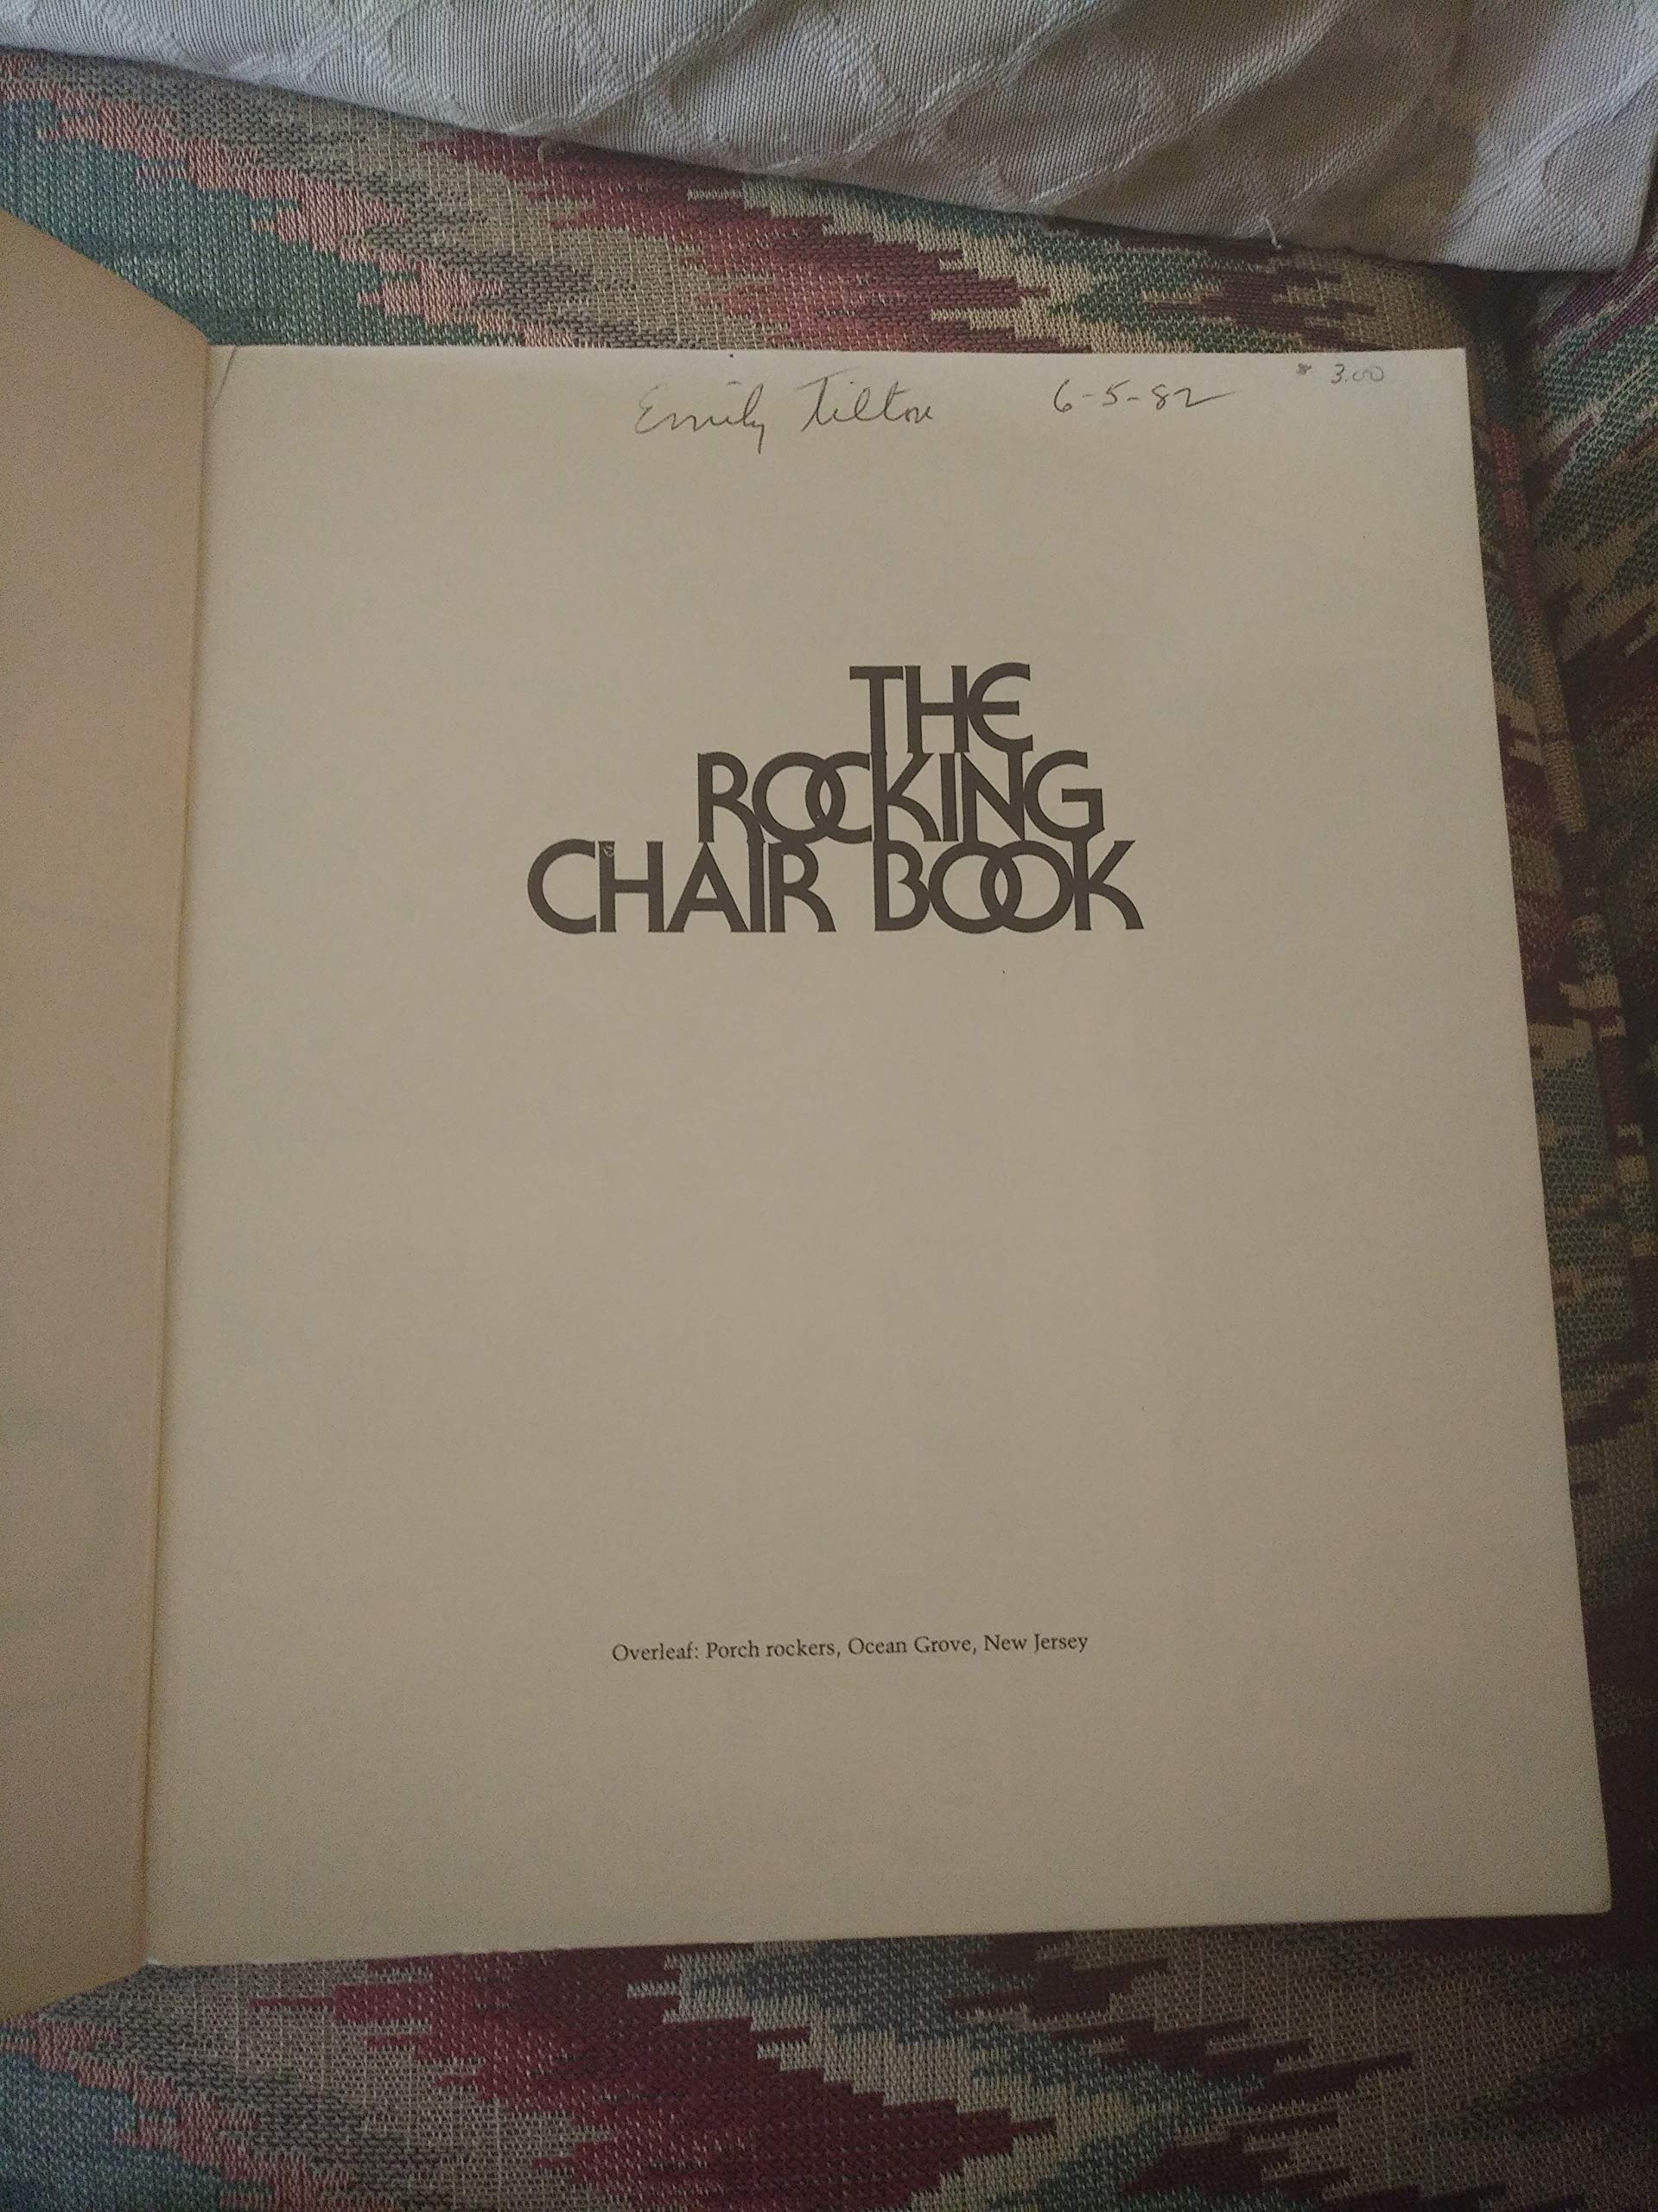 Emily Tilton 6-5-82 $ 3.00
THE
ROCKING
CHAIR BOOK
Overleaf: Porch rockers, Ocean Grove, New Jersey